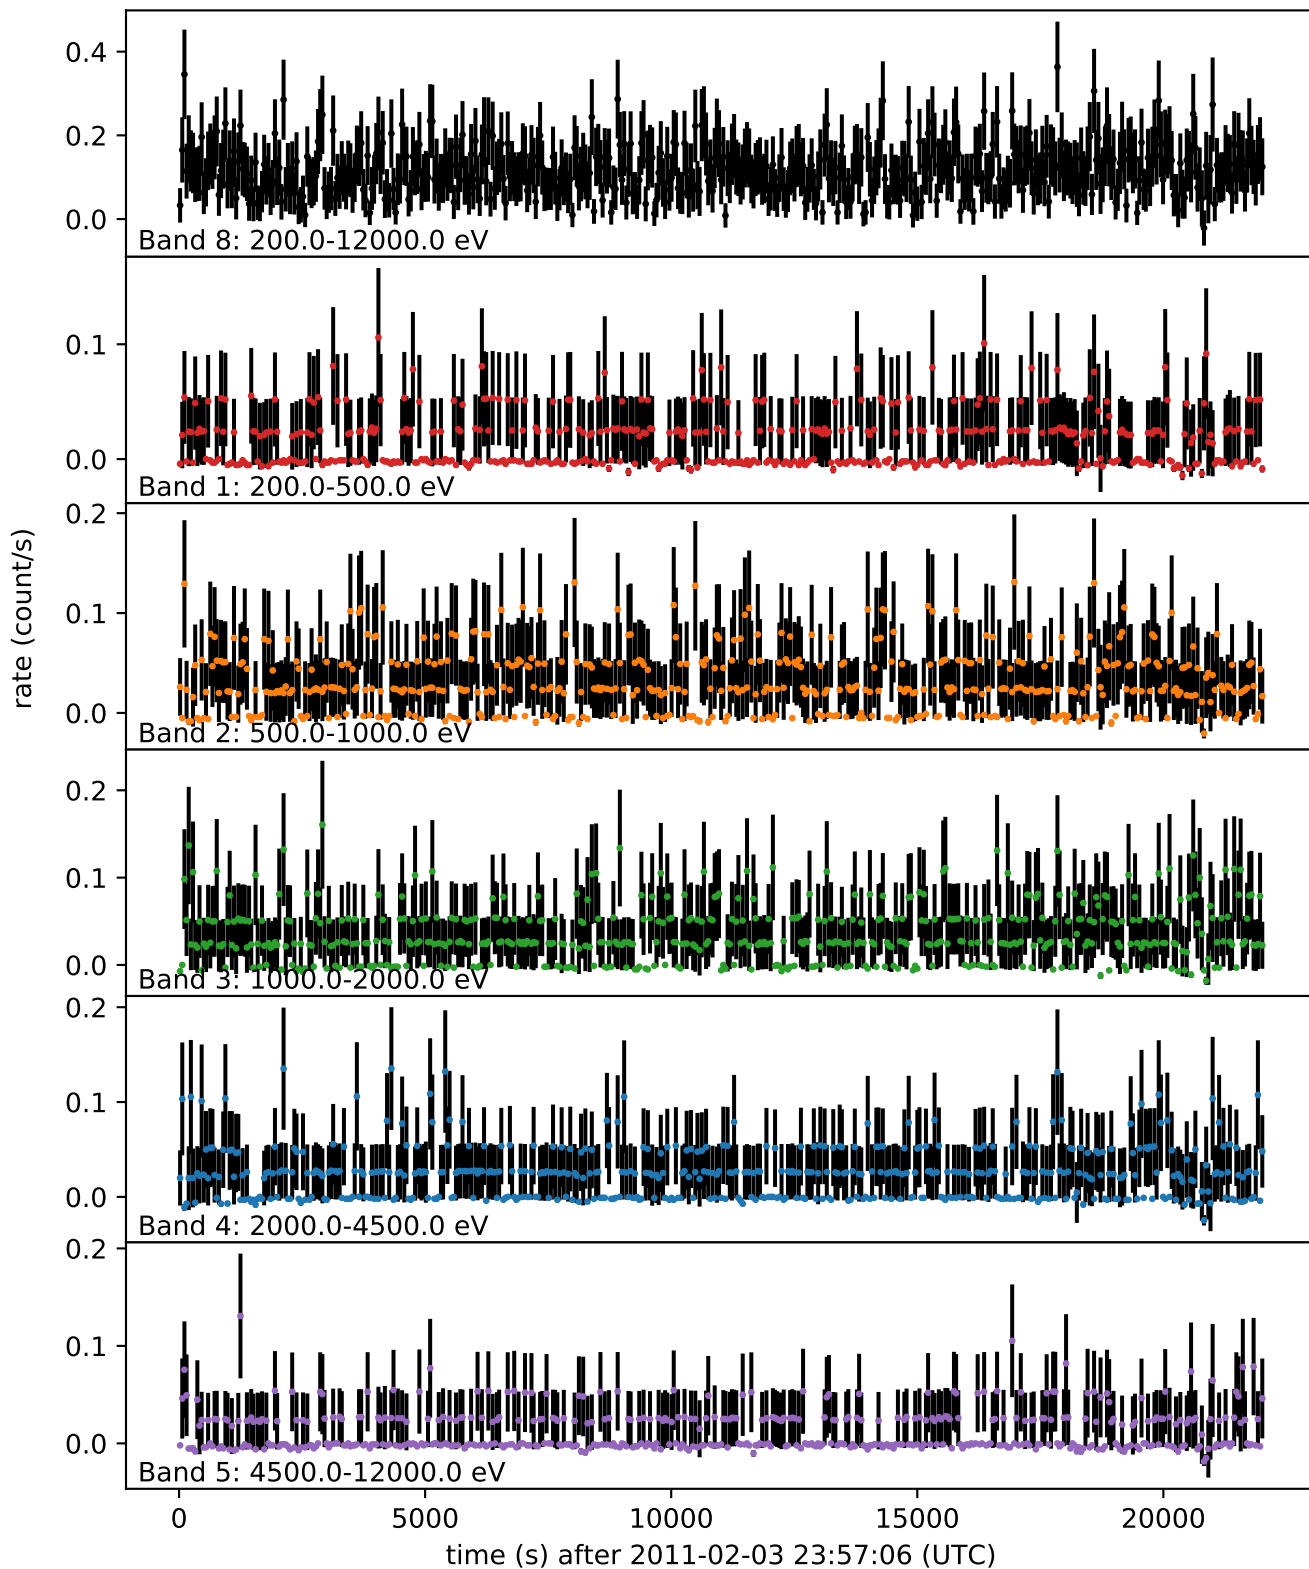 0.4
0.2
0.0
Band 8: 200.0-12000.0 eV
0.1
0.0
Band 1: 200.0-500.0 eV
0.2
0.1
0.0
Band 2: 500.0-1000.0 eV
rate (count/s)
0.2
0.1
0.0
Band 3: 1000.0-2000.0 eV
0.2
0.1
0.0
Band 4: 2000.0-4500.0 eV
0.2
0.1
0.0
Band 5: 4500.0-12000.0 eV
0 5000 10000 15000 20000
time (s) after 2011-02-03 23:57:06 (UTC)